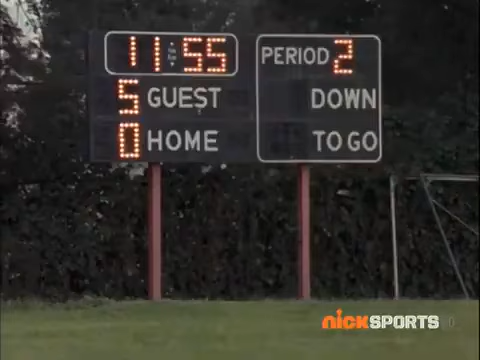 11:55
PERIOD 2
5 GUEST
DOWN
0 HOME
TO GO
nickSPORTS